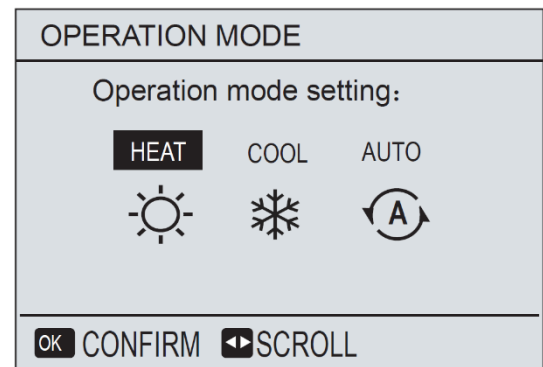 OPERATION MODE
Operation mode setting：
HEAT COOL AUTO
A
OK CONFIRM ◀▶ SCROLL